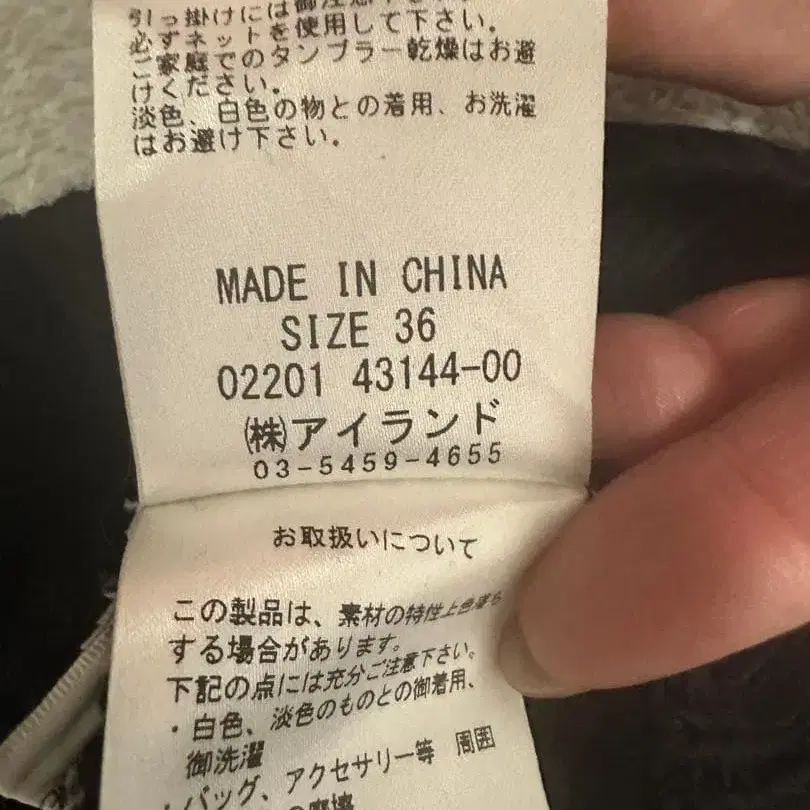 引っ掛けには御注意下さい。
必ずネットを使用して下さい。
ご家庭でのタンブラー乾燥はお避
けください。
淡色、白色の物との着用、お洗濯
はお避け下さい。
MADE IN CHINA
SIZE 36
02201 43144-00
㈱アイランド
03-5459-4655
お取扱いについて
この製品は、素材の特性上色落ち
する場合があります。
下記の点には充分ご注意下さい。
・白色、淡色のものとの御着用、
御洗濯
・バッグ、アクセサリー等 周囲